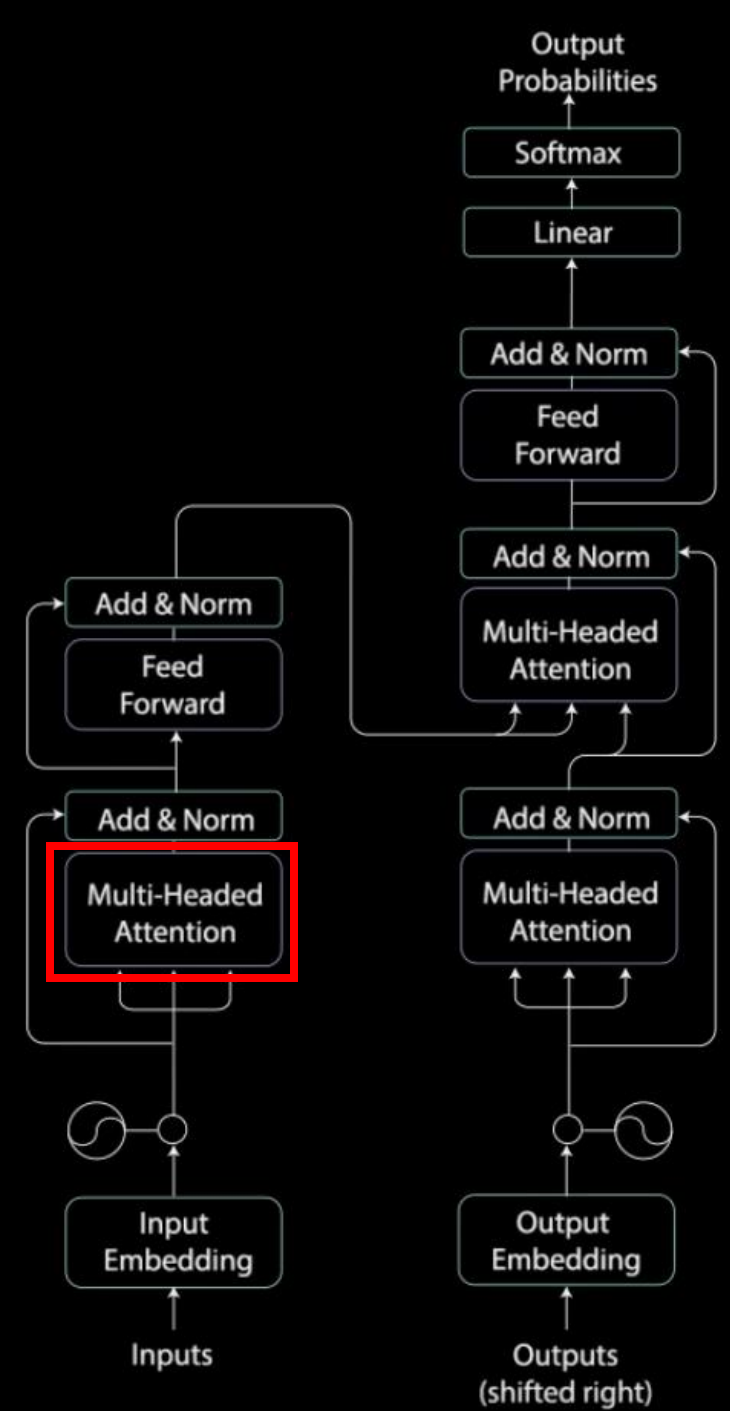 Output
Probabilities
Softmax
Linear
Add & Norm
Feed
Forward
Add & Norm
Multi-Headed
Attention
Add & Norm
Multi-Headed
Attention
Add & Norm
Feed
Forward
Add & Norm
Multi-Headed
Attention
Input
Embedding
Inputs
Output
Embedding
Outputs
(shifted right)